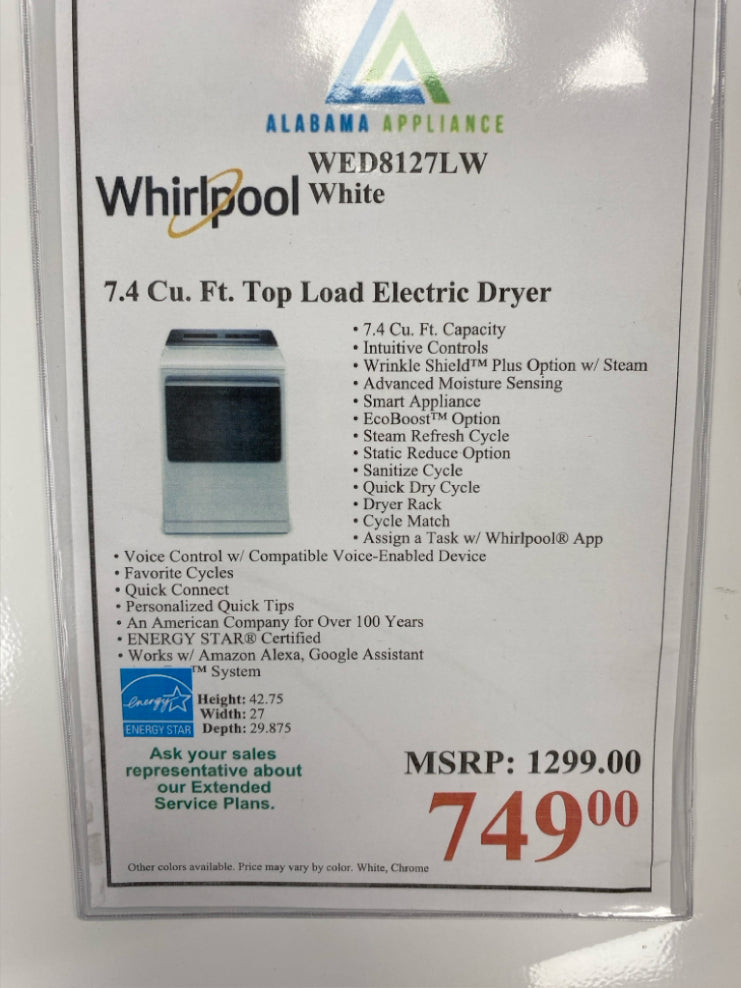 ALABAMA APPLIANCE
WED8127LW
Whirlpool White
7.4 Cu. Ft. Top Load Electric Dryer
• 7.4 Cu. Ft. Capacity
• Intuitive Controls
• Wrinkle Shield™ Plus Option w/ Steam
• Advanced Moisture Sensing
• Smart Appliance
• EcoBoost™ Option
• Steam Refresh Cycle
• Static Reduce Option
• Sanitize Cycle
• Quick Dry Cycle
• Dryer Rack
• Cycle Match
• Assign a Task w/ Whirlpool® App
• Voice Control w/ Compatible Voice-Enabled Device
• Favorite Cycles
• Quick Connect
• Personalized Quick Tips
• An American Company for Over 100 Years
• ENERGY STAR® Certified
• Works w/ Amazon Alexa, Google Assistant
™ System
energy
ENERGY STAR
Height: 42.75
Width: 27
Depth: 29.875
Ask your sales
representative about
our Extended
Service Plans.
MSRP: 1299.00
749 00
Other colors available. Price may vary by color. White, Chrome